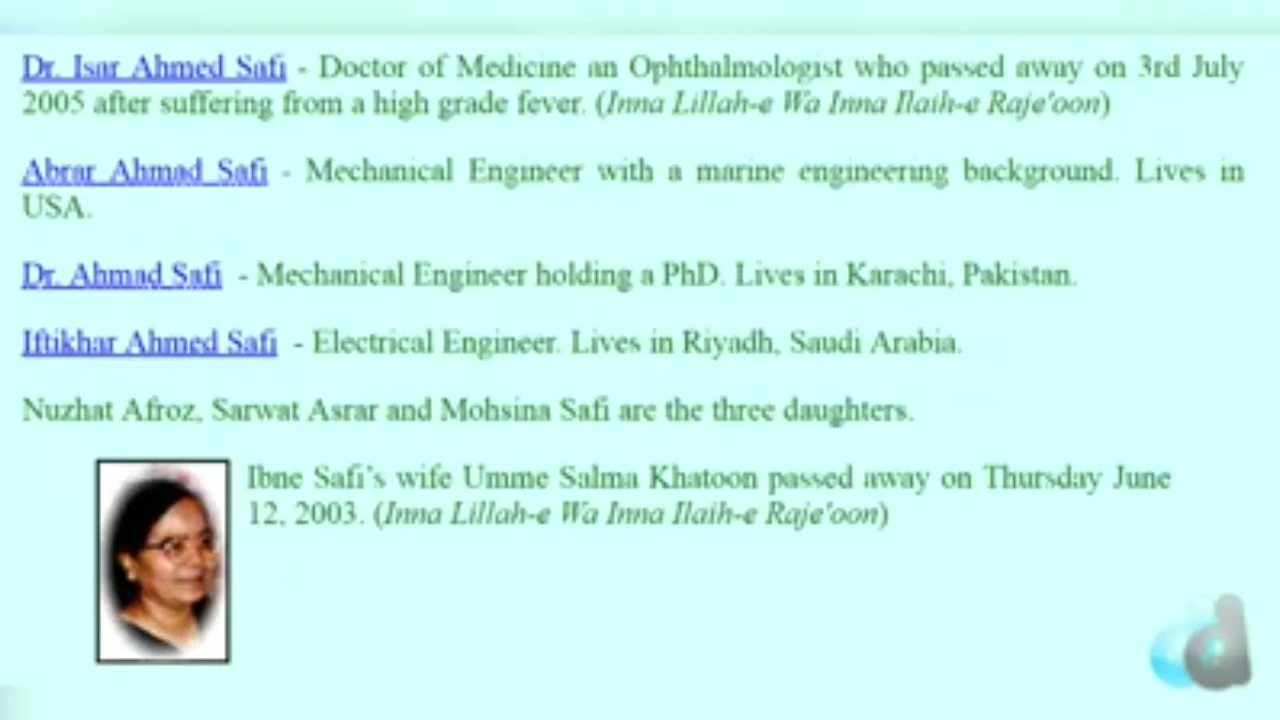 Dr. Isar Ahmed Safi - Doctor of Medicine an Ophthalmologist who passed away on 3rd July
2005 after suffering from a high grade fever. (Inna Lillah-e Wa Inna Ilaih-e Raje'oon)
Abrar Ahmad Safi - Mechanical Engineer with a marine engineering background. Lives in
USA.
Dr. Ahmad Safi - Mechanical Engineer holding a PhD. Lives in Karachi, Pakistan.
Iftikhar Ahmed Safi - Electrical Engineer. Lives in Riyadh, Saudi Arabia.
Nuzhat Afroz, Sarwat Asrar and Mohsina Safi are the three daughters.
Ibne Safi's wife Umme Salma Khatoon passed away on Thursday June
12, 2003. (Inna Lillah-e Wa Inna Ilaih-e Raje'oon)